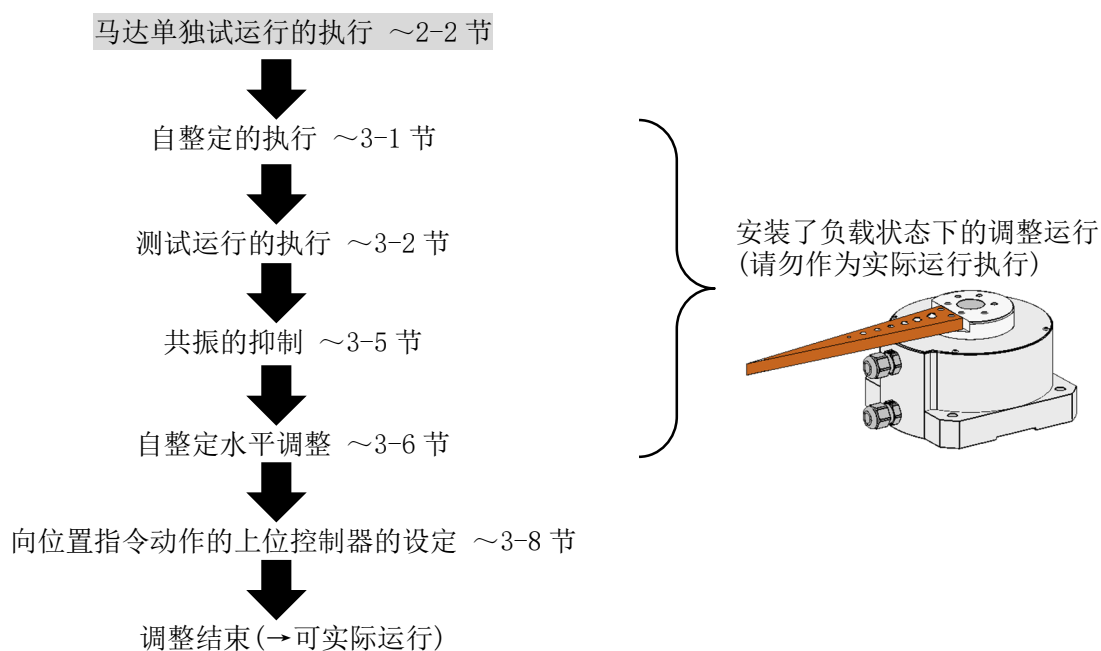 马达单独试运行的执行 ～2-2 节
自整定的执行 ～3-1 节
测试运行的执行 ～3-2 节
共振的抑制 ～3-5 节
自整定水平调整 ～3-6 节
向位置指令动作的上位控制器的设定 ～3-8 节
调整结束(→可实际运行)
安装了负载状态下的调整运行
(请勿作为实际运行执行)